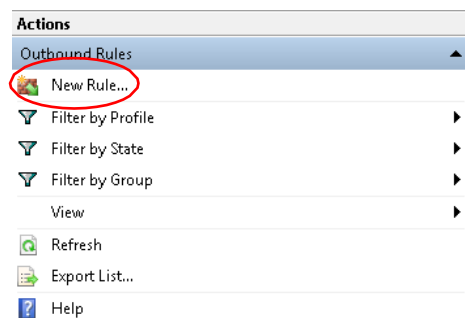 Actions
Outbound Rules
New Rule...
Filter by Profile
Filter by State
Filter by Group
View
Refresh
Export List...
Help